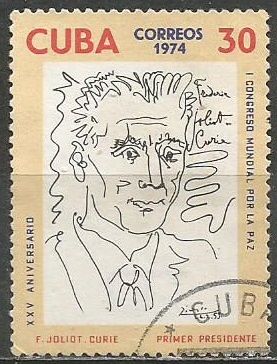 CUBA CORREOS 30
1974
I CONGRESO MUNDIAL POR LA PAZ
Frédéric
Joliot-
Curie
XXV ANIVERSARIO
F. JOLIOT. CURIE PRIMER PRESIDENTE
CUBA